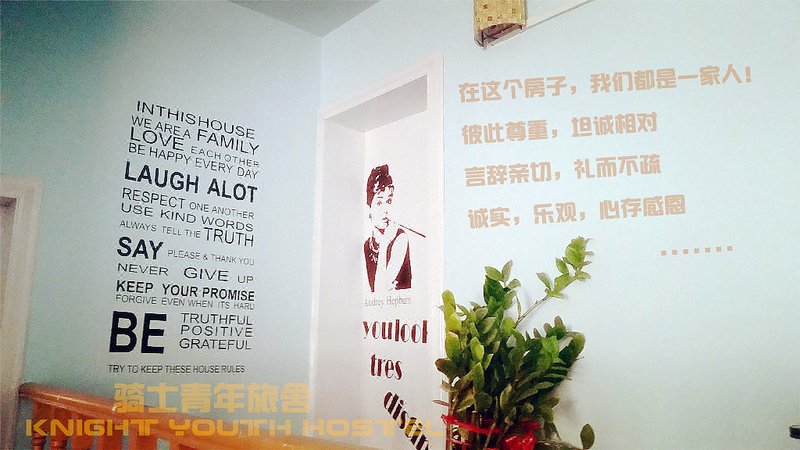 INTHISHOUSE
WE ARE A FAMILY
LOVE EACH OTHER
BE HAPPY EVERY DAY
LAUGH ALOT
RESPECT ONE ANOTHER
USE KIND WORDS
ALWAYS TELL THE TRUTH
SAY PLEASE & THANK YOU
NEVER GIVE UP
KEEP YOUR PROMISE
FORGIVE EVEN WHEN ITS HARD
BE TRUTHFUL
POSITIVE
GRATEFUL
TRY TO KEEP THESE HOUSE RULES
Audrey Hepburn
youlook
tres
在这个房子，我们都是一家人！
彼此尊重，坦诚相对
言辞亲切，礼而不疏
诚实，乐观，心存感恩
.......
骑士青年旅舍
KNIGHT YOUTH HOSTEL